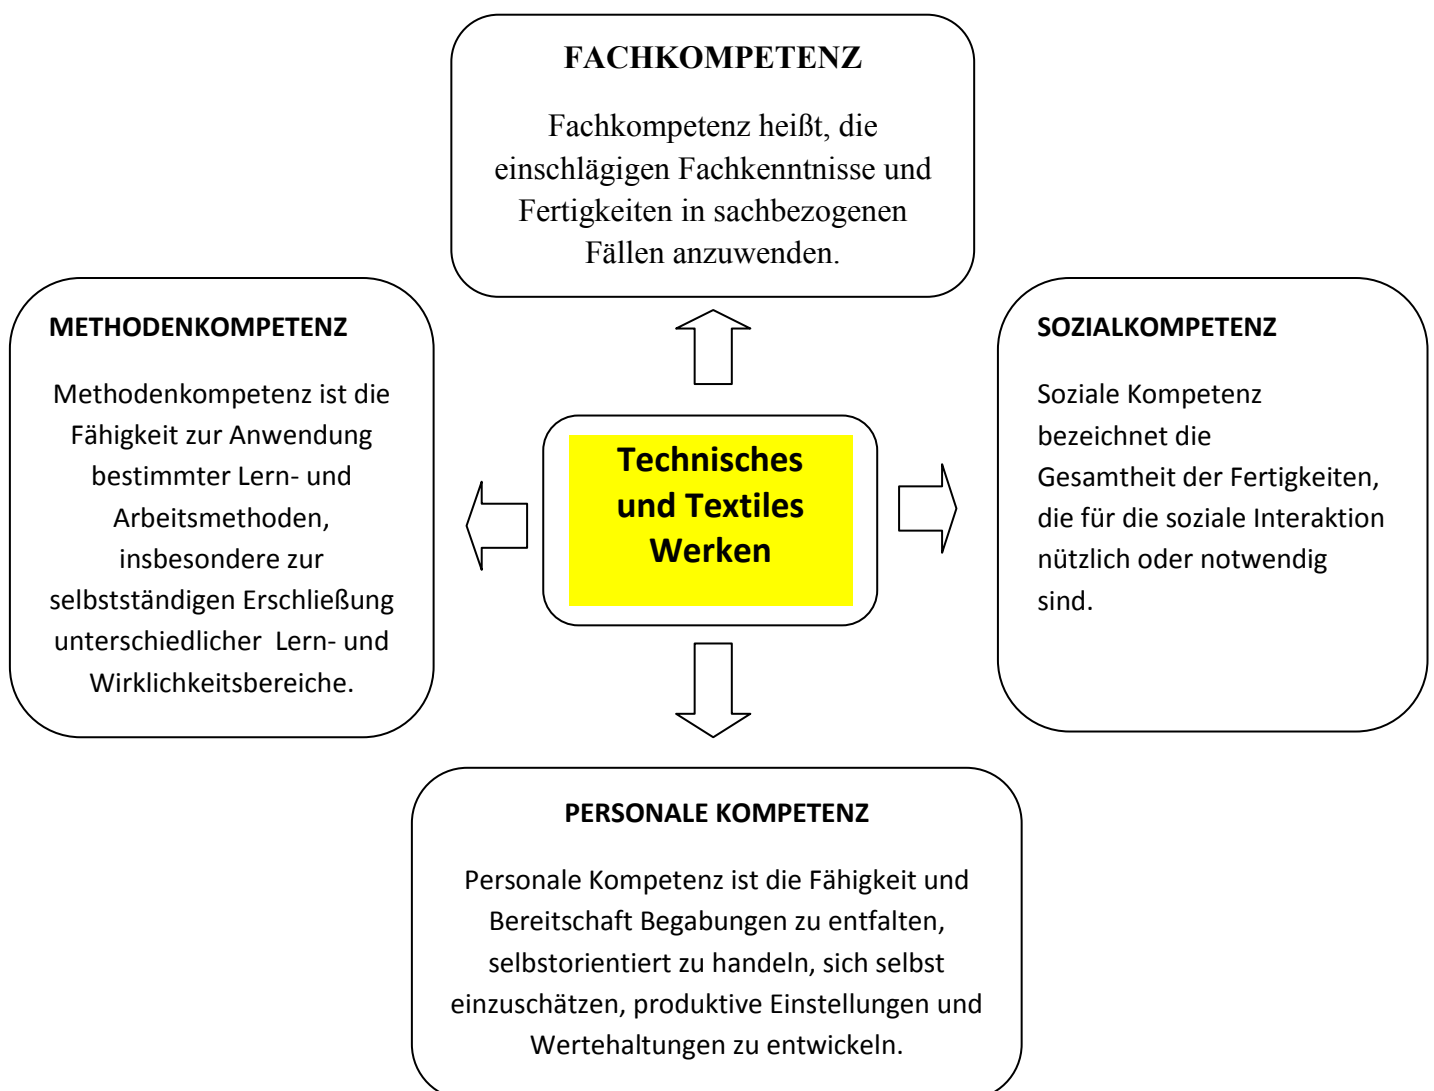 FACHKOMPETENZ
Fachkompetenz heißt, die
einschlägigen Fachkenntnisse und
Fertigkeiten in sachbezogenen
Fällen anzuwenden.
METHODENKOMPETENZ
Methodenkompetenz ist die
Fähigkeit zur Anwendung
bestimmter Lern- und
Arbeitsmethoden,
insbesondere zur
selbstständigen Erschließung
unterschiedlicher Lern- und
Wirklichkeitsbereiche.
Technisches
und Textiles
Werken
SOZIALKOMPETENZ
Soziale Kompetenz
bezeichnet die
Gesamtheit der Fertigkeiten,
die für die soziale Interaktion
nützlich oder notwendig
sind.
PERSONALE KOMPETENZ
Personale Kompetenz ist die Fähigkeit und
Bereitschaft Begabungen zu entfalten,
selbstorientiert zu handeln, sich selbst
einzuschätzen, produktive Einstellungen und
Wertehaltungen zu entwickeln.